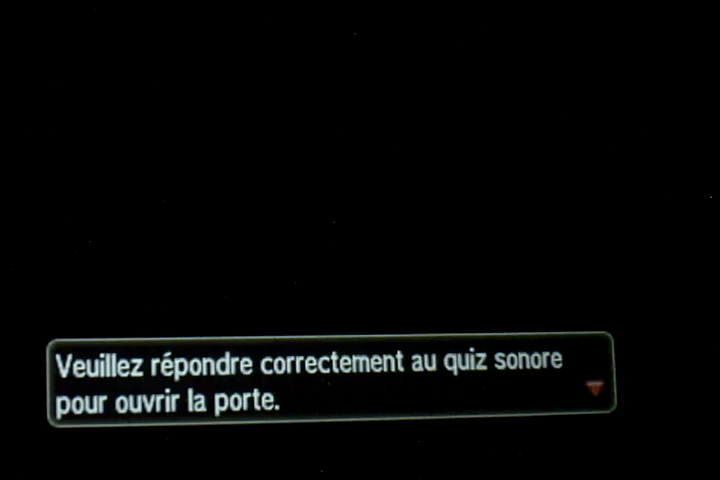 Veuillez répondre correctement au quiz sonore
pour ouvrir la porte.